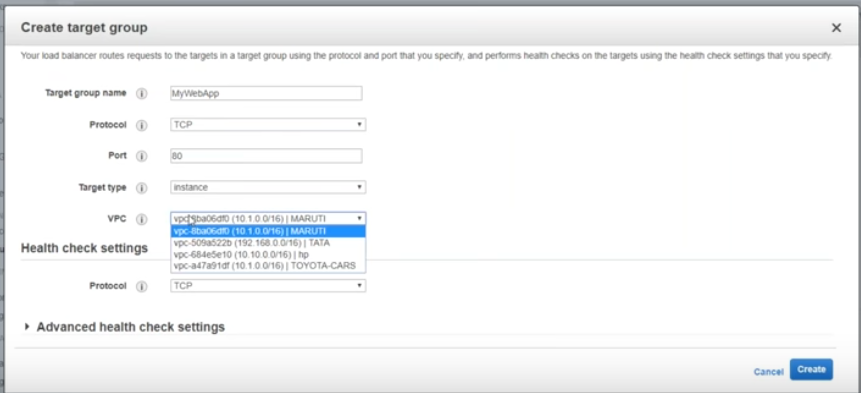 Create target group
Your load balancer routes requests to the targets in a target group using the protocol and port that you specify, and performs health checks on the targets using the health check settings that you specify.
Target group name
MyWebApp
Protocol
TCP
Port
80
Target type
instance
VPC
vpc-8ba06df0 (10.1.0.0/16) | MARUTI
vpc-8ba06df0 (10.1.0.0/16) | MARUTI
vpc-509a522b (192.168.0.0/16) | TATA
vpc-684e5e10 (10.10.0.0/16) | hp
vpc-a47a91df (10.1.0.0/16) | TOYOTA-CARS
Health check settings
Protocol
TCP
Advanced health check settings
Cancel
Create